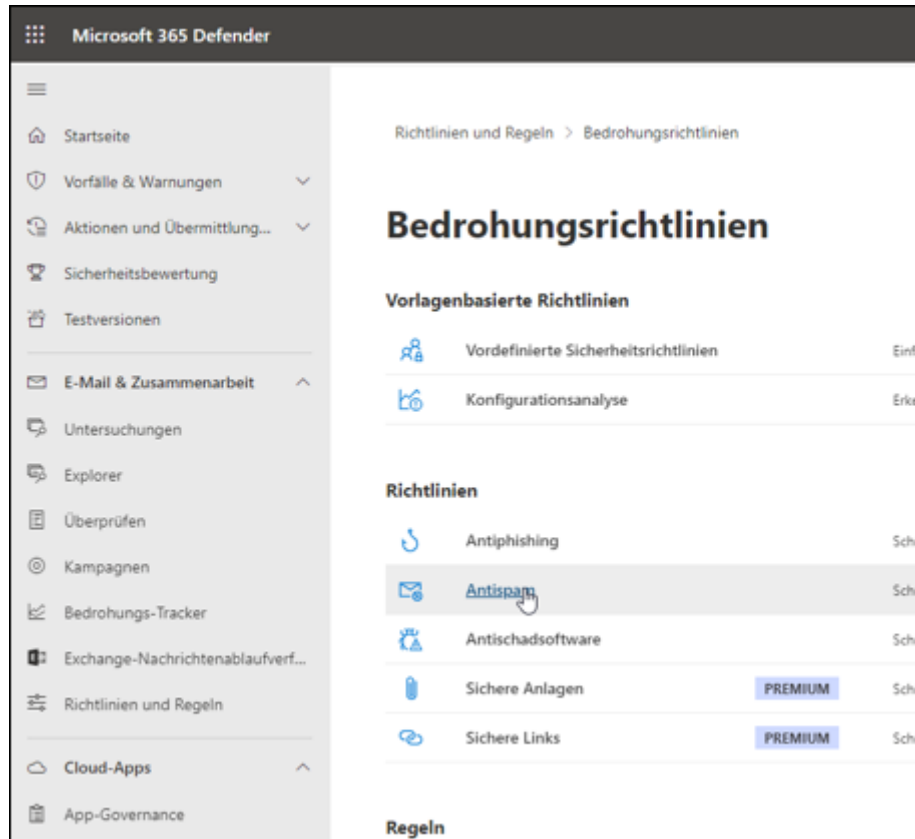 Microsoft 365 Defender
Startseite
Vorfälle & Warnungen
Aktionen und Übermittlung...
Sicherheitsbewertung
Testversionen
E-Mail & Zusammenarbeit
Untersuchungen
Explorer
Überprüfen
Kampagnen
Bedrohungs-Tracker
Exchange-Nachrichtenablaufverf...
Richtlinien und Regeln
Cloud-Apps
App-Governance
Richtlinien und Regeln > Bedrohungsrichtlinien
Bedrohungsrichtlinien
Vorlagenbasierte Richtlinien
Vordefinierte Sicherheitsrichtlinien
Konfigurationsanalyse
Richtlinien
Antiphishing
Antispam
Antischadsoftware
Sichere Anlagen PREMIUM
Sichere Links PREMIUM
Regeln